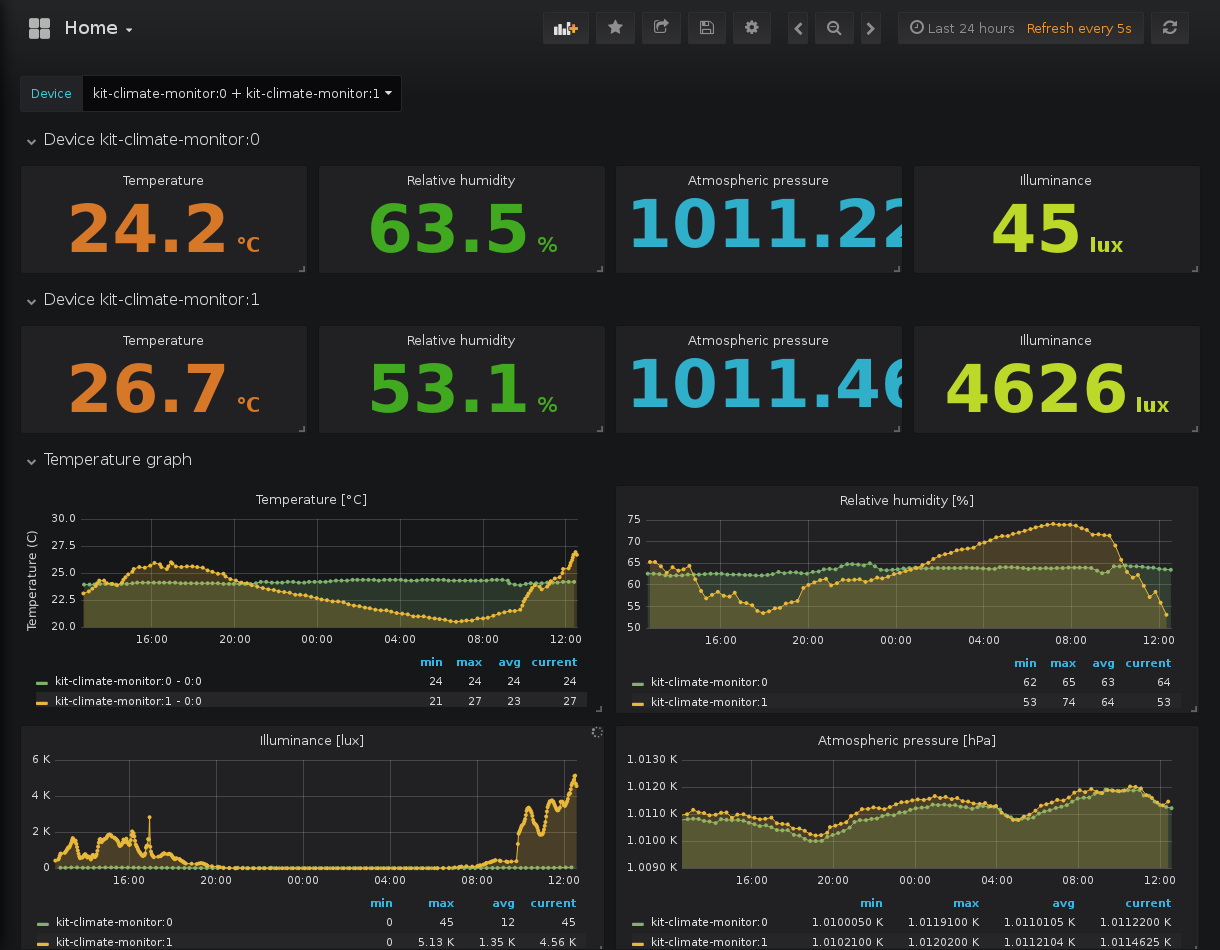 Home
Last 24 hours Refresh every 5s
Device kit-climate-monitor:0 + kit-climate-monitor:1
Device kit-climate-monitor:0
Temperature Relative humidity Atmospheric pressure Illuminance
24.2 °C 63.5 % 1011.22 45 lux
Device kit-climate-monitor:1
Temperature Relative humidity Atmospheric pressure Illuminance
26.7 °C 53.1 % 1011.46 4626 lux
Temperature graph
Temperature [°C]
Temperature (C)
30.0
27.5
25.0
22.5
20.0
16:00 20:00 00:00 04:00 08:00 12:00
min max avg current
kit-climate-monitor:0 - 0:0 24 24 24 24
kit-climate-monitor:1 - 0:0 21 27 23 27
Relative humidity [%]
75
70
65
60
55
50
16:00 20:00 00:00 04:00 08:00 12:00
min max avg current
kit-climate-monitor:0 62 65 63 64
kit-climate-monitor:1 53 74 64 53
Illuminance [lux]
6 K
4 K
2 K
0
16:00 20:00 00:00 04:00 08:00 12:00
min max avg current
kit-climate-monitor:0 0 45 12 45
kit-climate-monitor:1 0 5.13 K 1.35 K 4.56 K
Atmospheric pressure [hPa]
1.0130 K
1.0120 K
1.0110 K
1.0100 K
1.0090 K
16:00 20:00 00:00 04:00 08:00 12:00
min max avg current
kit-climate-monitor:0 1.0100050 K 1.0119100 K 1.0110105 K 1.0112200 K
kit-climate-monitor:1 1.0102100 K 1.0120200 K 1.0112104 K 1.0114625 K